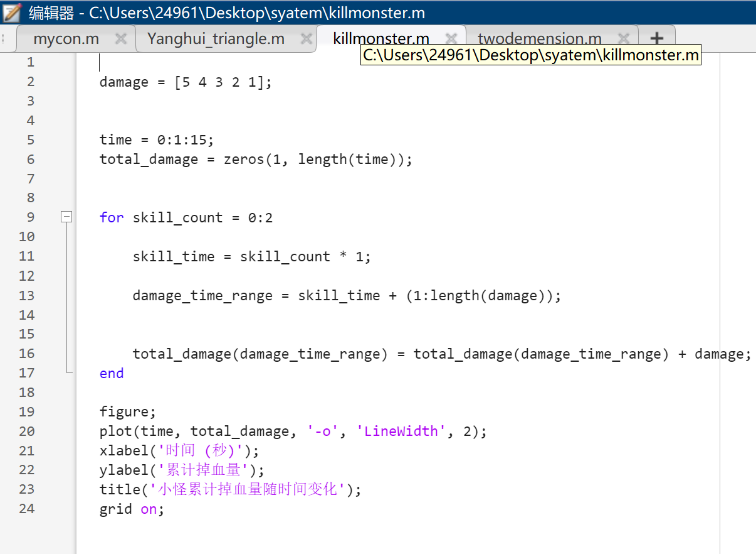 编辑器 - C:\Users\24961\Desktop\syatem\killmonster.m
mycon.m Yanghui_triangle.m killmonster.m twodemension.m
C:\Users\24961\Desktop\syatem\killmonster.m
1
2 damage = [5 4 3 2 1];
3
4
5 time = 0:1:15;
6 total_damage = zeros(1, length(time));
7
8
9 for skill_count = 0:2
10
11 skill_time = skill_count * 1;
12
13 damage_time_range = skill_time + (1:length(damage));
14
15
16 total_damage(damage_time_range) = total_damage(damage_time_range) + damage;
17 end
18
19 figure;
20 plot(time, total_damage, '-o', 'LineWidth', 2);
21 xlabel('时间 (秒)');
22 ylabel('累计掉血量');
23 title('小怪累计掉血量随时间变化');
24 grid on;